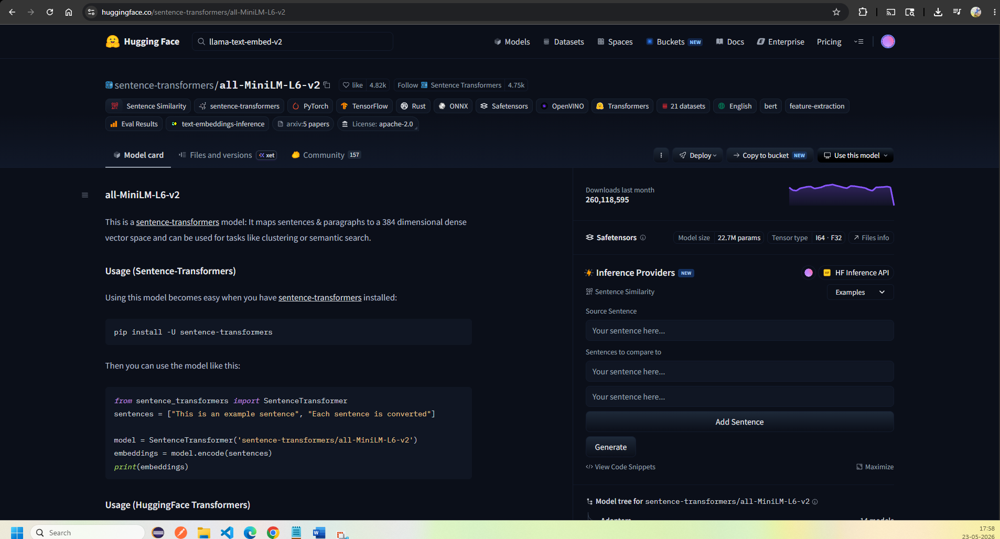 huggingface.co/sentence-transformers/all-MiniLM-L6-v2
Hugging Face llama-text-embed-v2 Models Datasets Spaces Buckets NEW Docs Enterprise Pricing
sentence-transformers/all-MiniLM-L6-v2 like 4.82k Follow Sentence Transformers 4.75k
Sentence Similarity sentence-transformers PyTorch TensorFlow Rust ONNX Safetensors OpenVINO Transformers 21 datasets English bert feature-extraction
Eval Results text-embeddings-inference arxiv:5 papers License: apache-2.0
Model card Files and versions xet Community 157 Deploy Copy to bucket NEW Use this model
all-MiniLM-L6-v2
This is a sentence-transformers model: It maps sentences & paragraphs to a 384 dimensional dense
vector space and can be used for tasks like clustering or semantic search.
Usage (Sentence-Transformers)
Using this model becomes easy when you have sentence-transformers installed:
pip install -U sentence-transformers
Then you can use the model like this:
from sentence_transformers import SentenceTransformer
sentences = ["This is an example sentence", "Each sentence is converted"]
model = SentenceTransformer('sentence-transformers/all-MiniLM-L6-v2')
embeddings = model.encode(sentences)
print(embeddings)
Usage (HuggingFace Transformers)
Downloads last month
260,118,595
Safetensors Model size 22.7M params Tensor type I64 · F32 Files info
Inference Providers NEW HF Inference API
Sentence Similarity Examples
Source Sentence
Your sentence here...
Sentences to compare to
Your sentence here...
Your sentence here...
Add Sentence
Generate
View Code Snippets Maximize
Model tree for sentence-transformers/all-MiniLM-L6-v2
Adapters 14 models
Search
17:58
23-05-2026